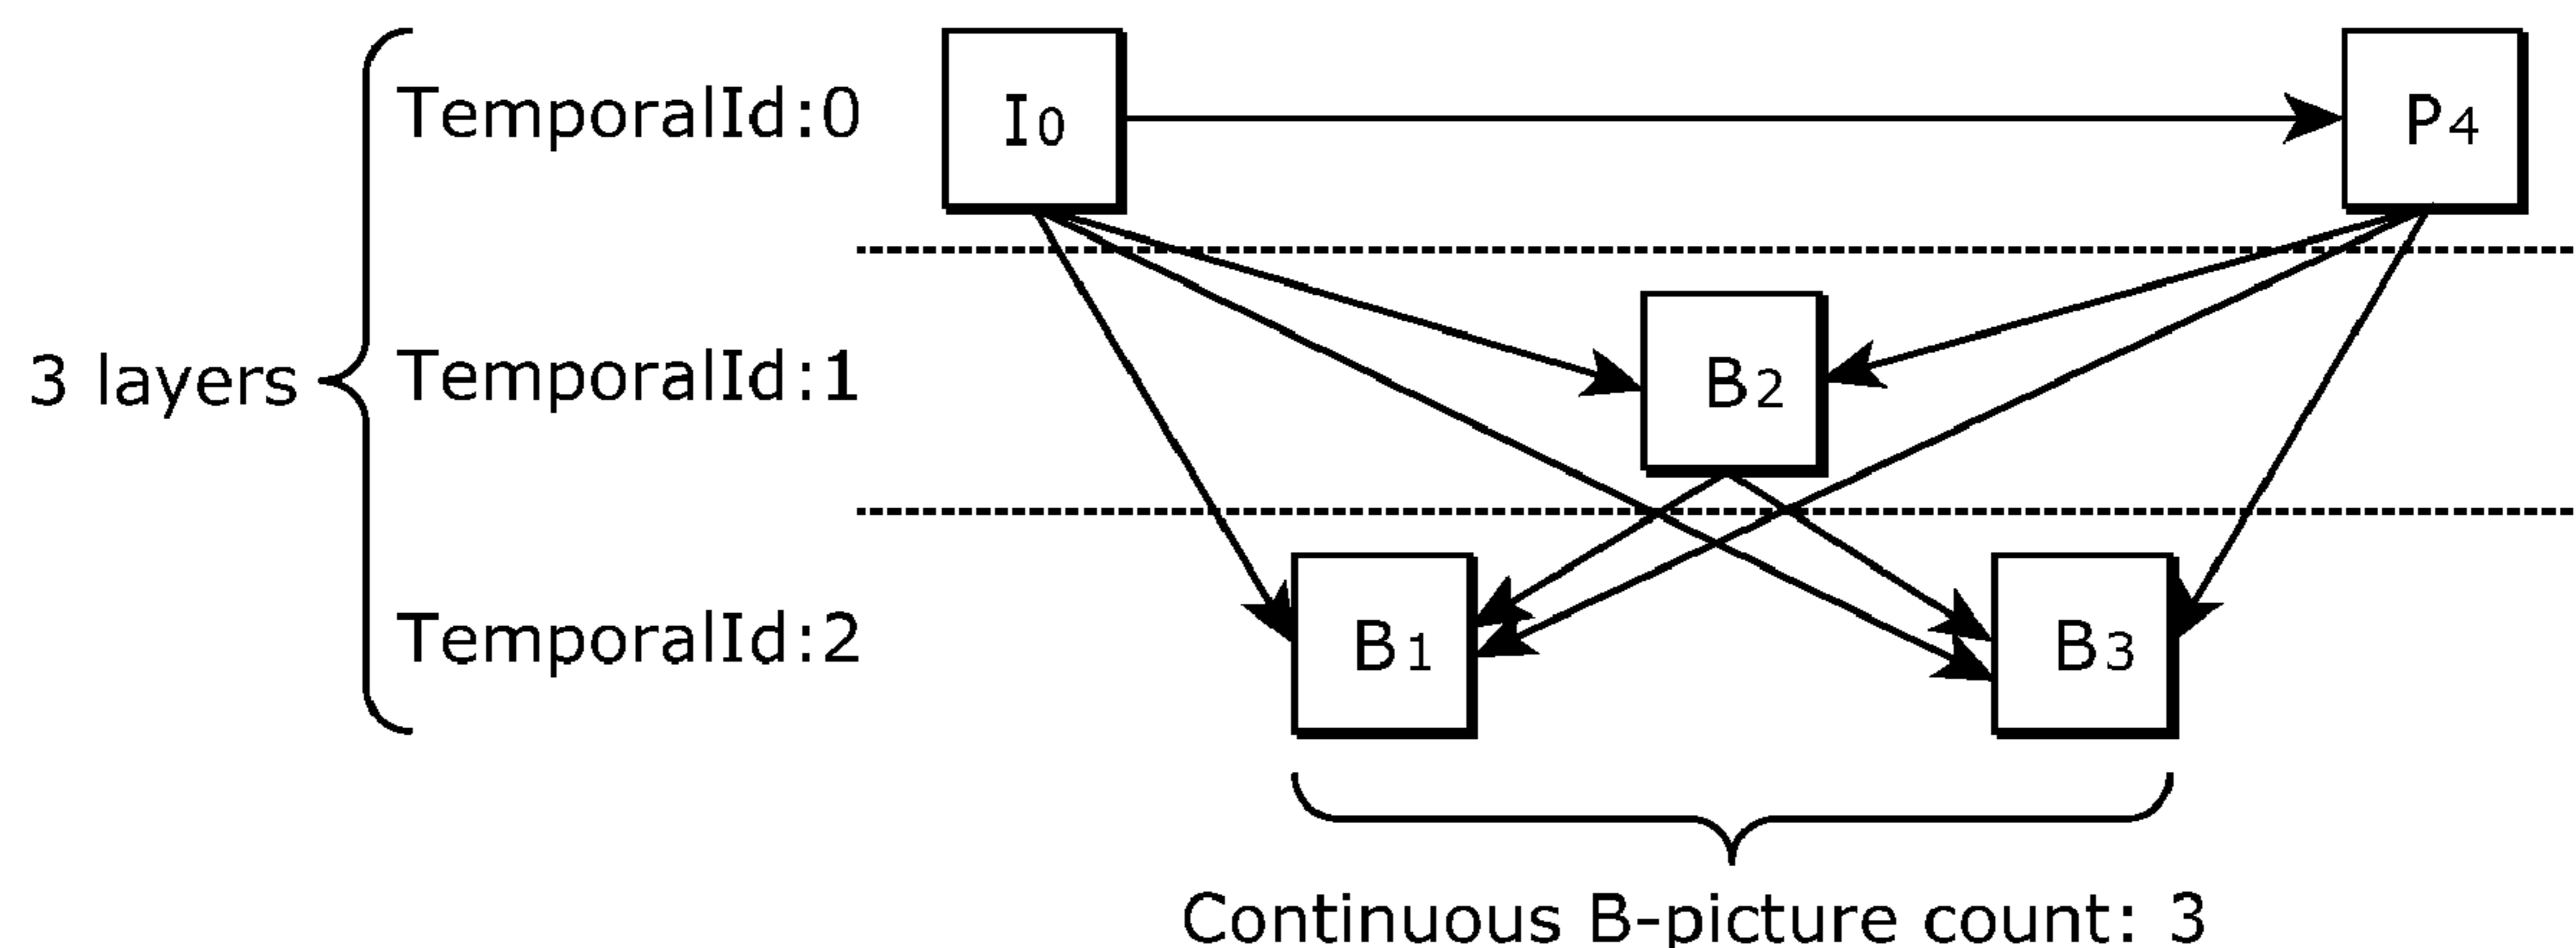 TemporalId:0
I0
P4
3 layers
TemporalId:1
B2
TemporalId:2
B1
B3
Continuous B-picture count: 3